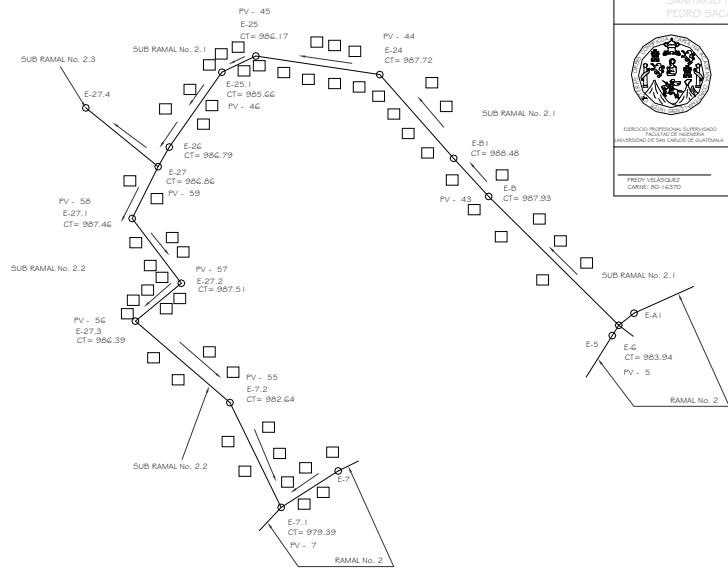 SANITARIO
PEDRO SAC
EJERCICIO PROFESIONAL SUPERVISADO
FACULTAD DE INGENIERIA
UNIVERSIDAD DE SAN CARLOS DE GUATEMALA
FREDY VELÁSQUEZ
CARNE: 80-16370
PV - 45
E-25
CT= 986.17
SUB RAMAL No. 2.1
PV - 44
E-24
CT= 987.72
SUB RAMAL No. 2.3
E-27.4
E-25.1
CT= 985.66
PV - 46
SUB RAMAL No. 2.1
E-26
CT= 986.79
E-B1
CT= 988.48
E-27
CT= 986.86
PV - 59
E-B
CT= 987.93
PV - 43
PV - 58
E-27.1
CT= 987.46
SUB RAMAL No. 2.2
PV - 57
E-27.2
CT= 987.51
SUB RAMAL No. 2.1
PV - 56
E-27.3
CT= 986.39
E-A1
E-5
E-6
CT= 983.94
PV - 5
PV - 55
E-7.2
CT= 982.64
RAMAL No. 2
SUB RAMAL No. 2.2
E-7
E-7.1
CT= 979.39
PV - 7
RAMAL No. 2